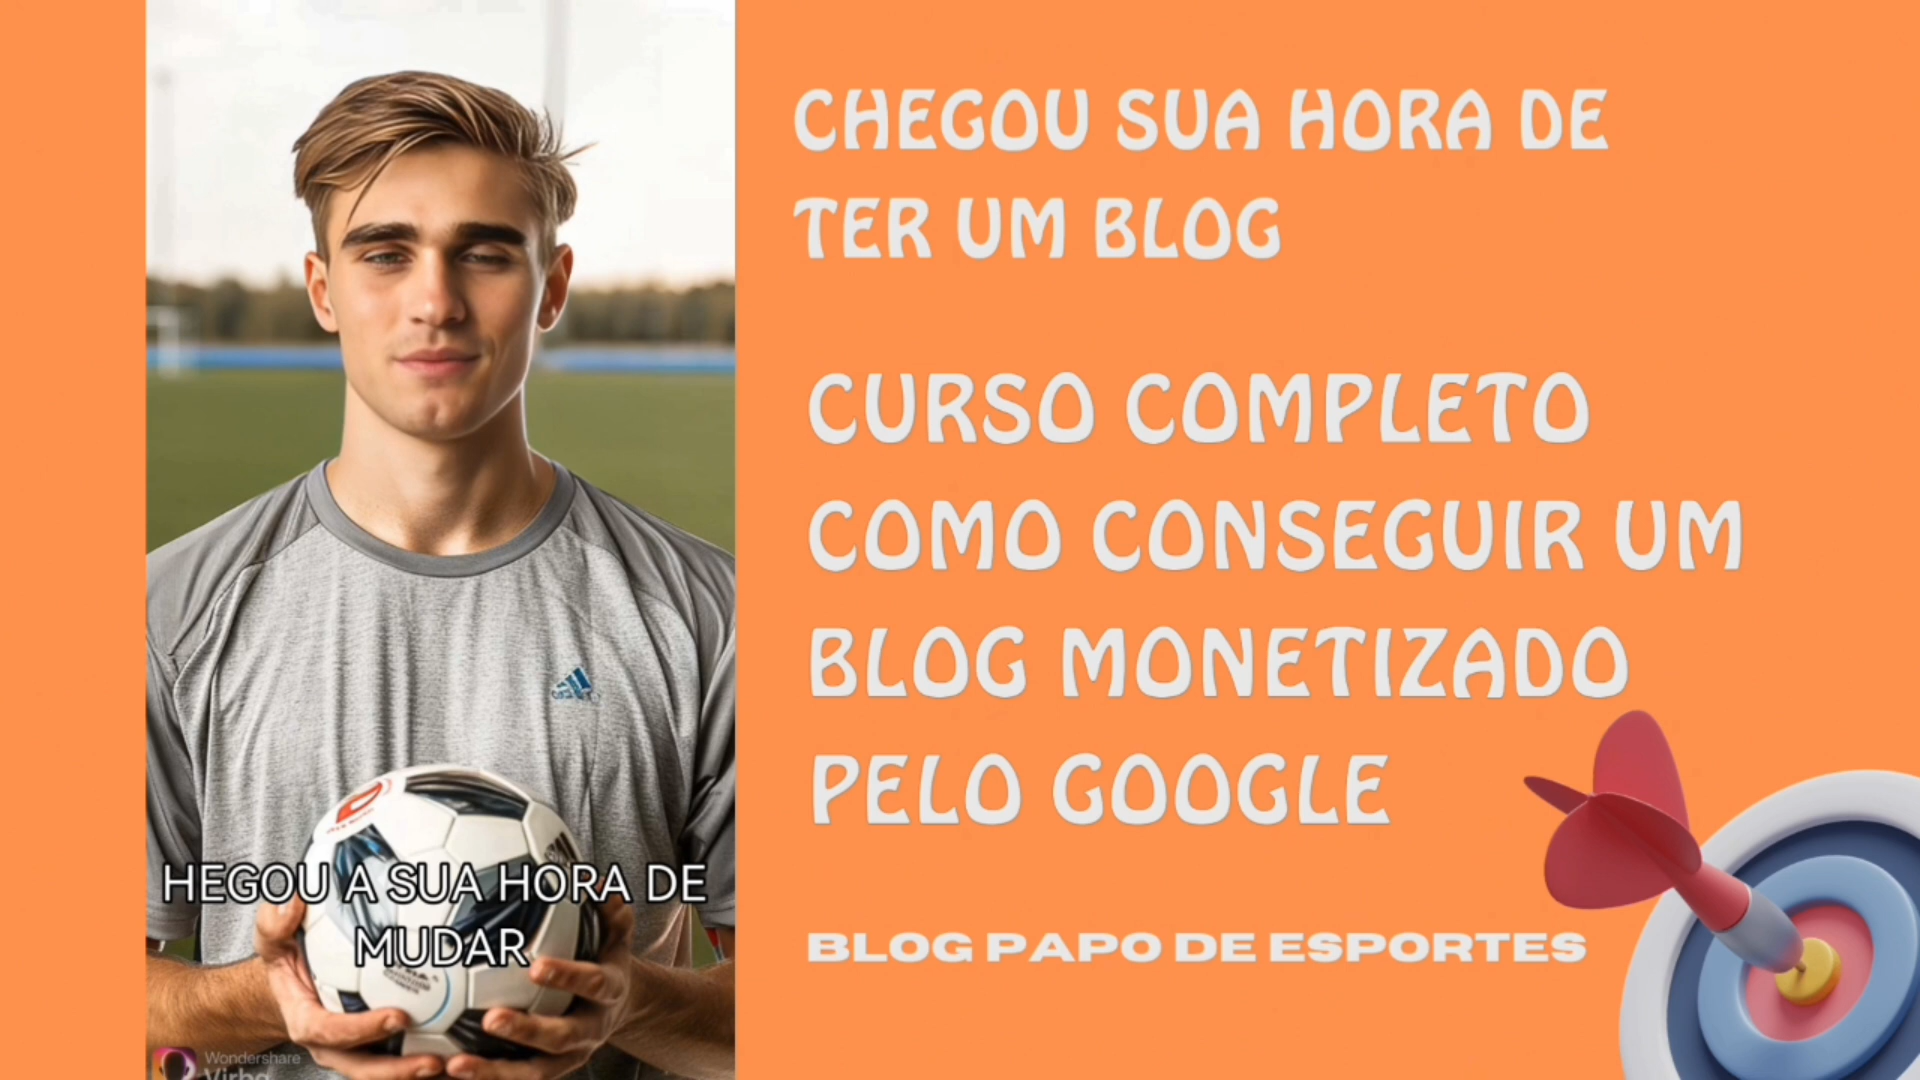 CHEGOU SUA HORA DE
TER UM BLOG
CURSO COMPLETO
COMO CONSEGUIR UM
BLOG MONETIZADO
PELO GOOGLE
BLOG PAPO DE ESPORTES
HEGOU A SUA HORA DE
MUDAR
Wondershare
Virbo